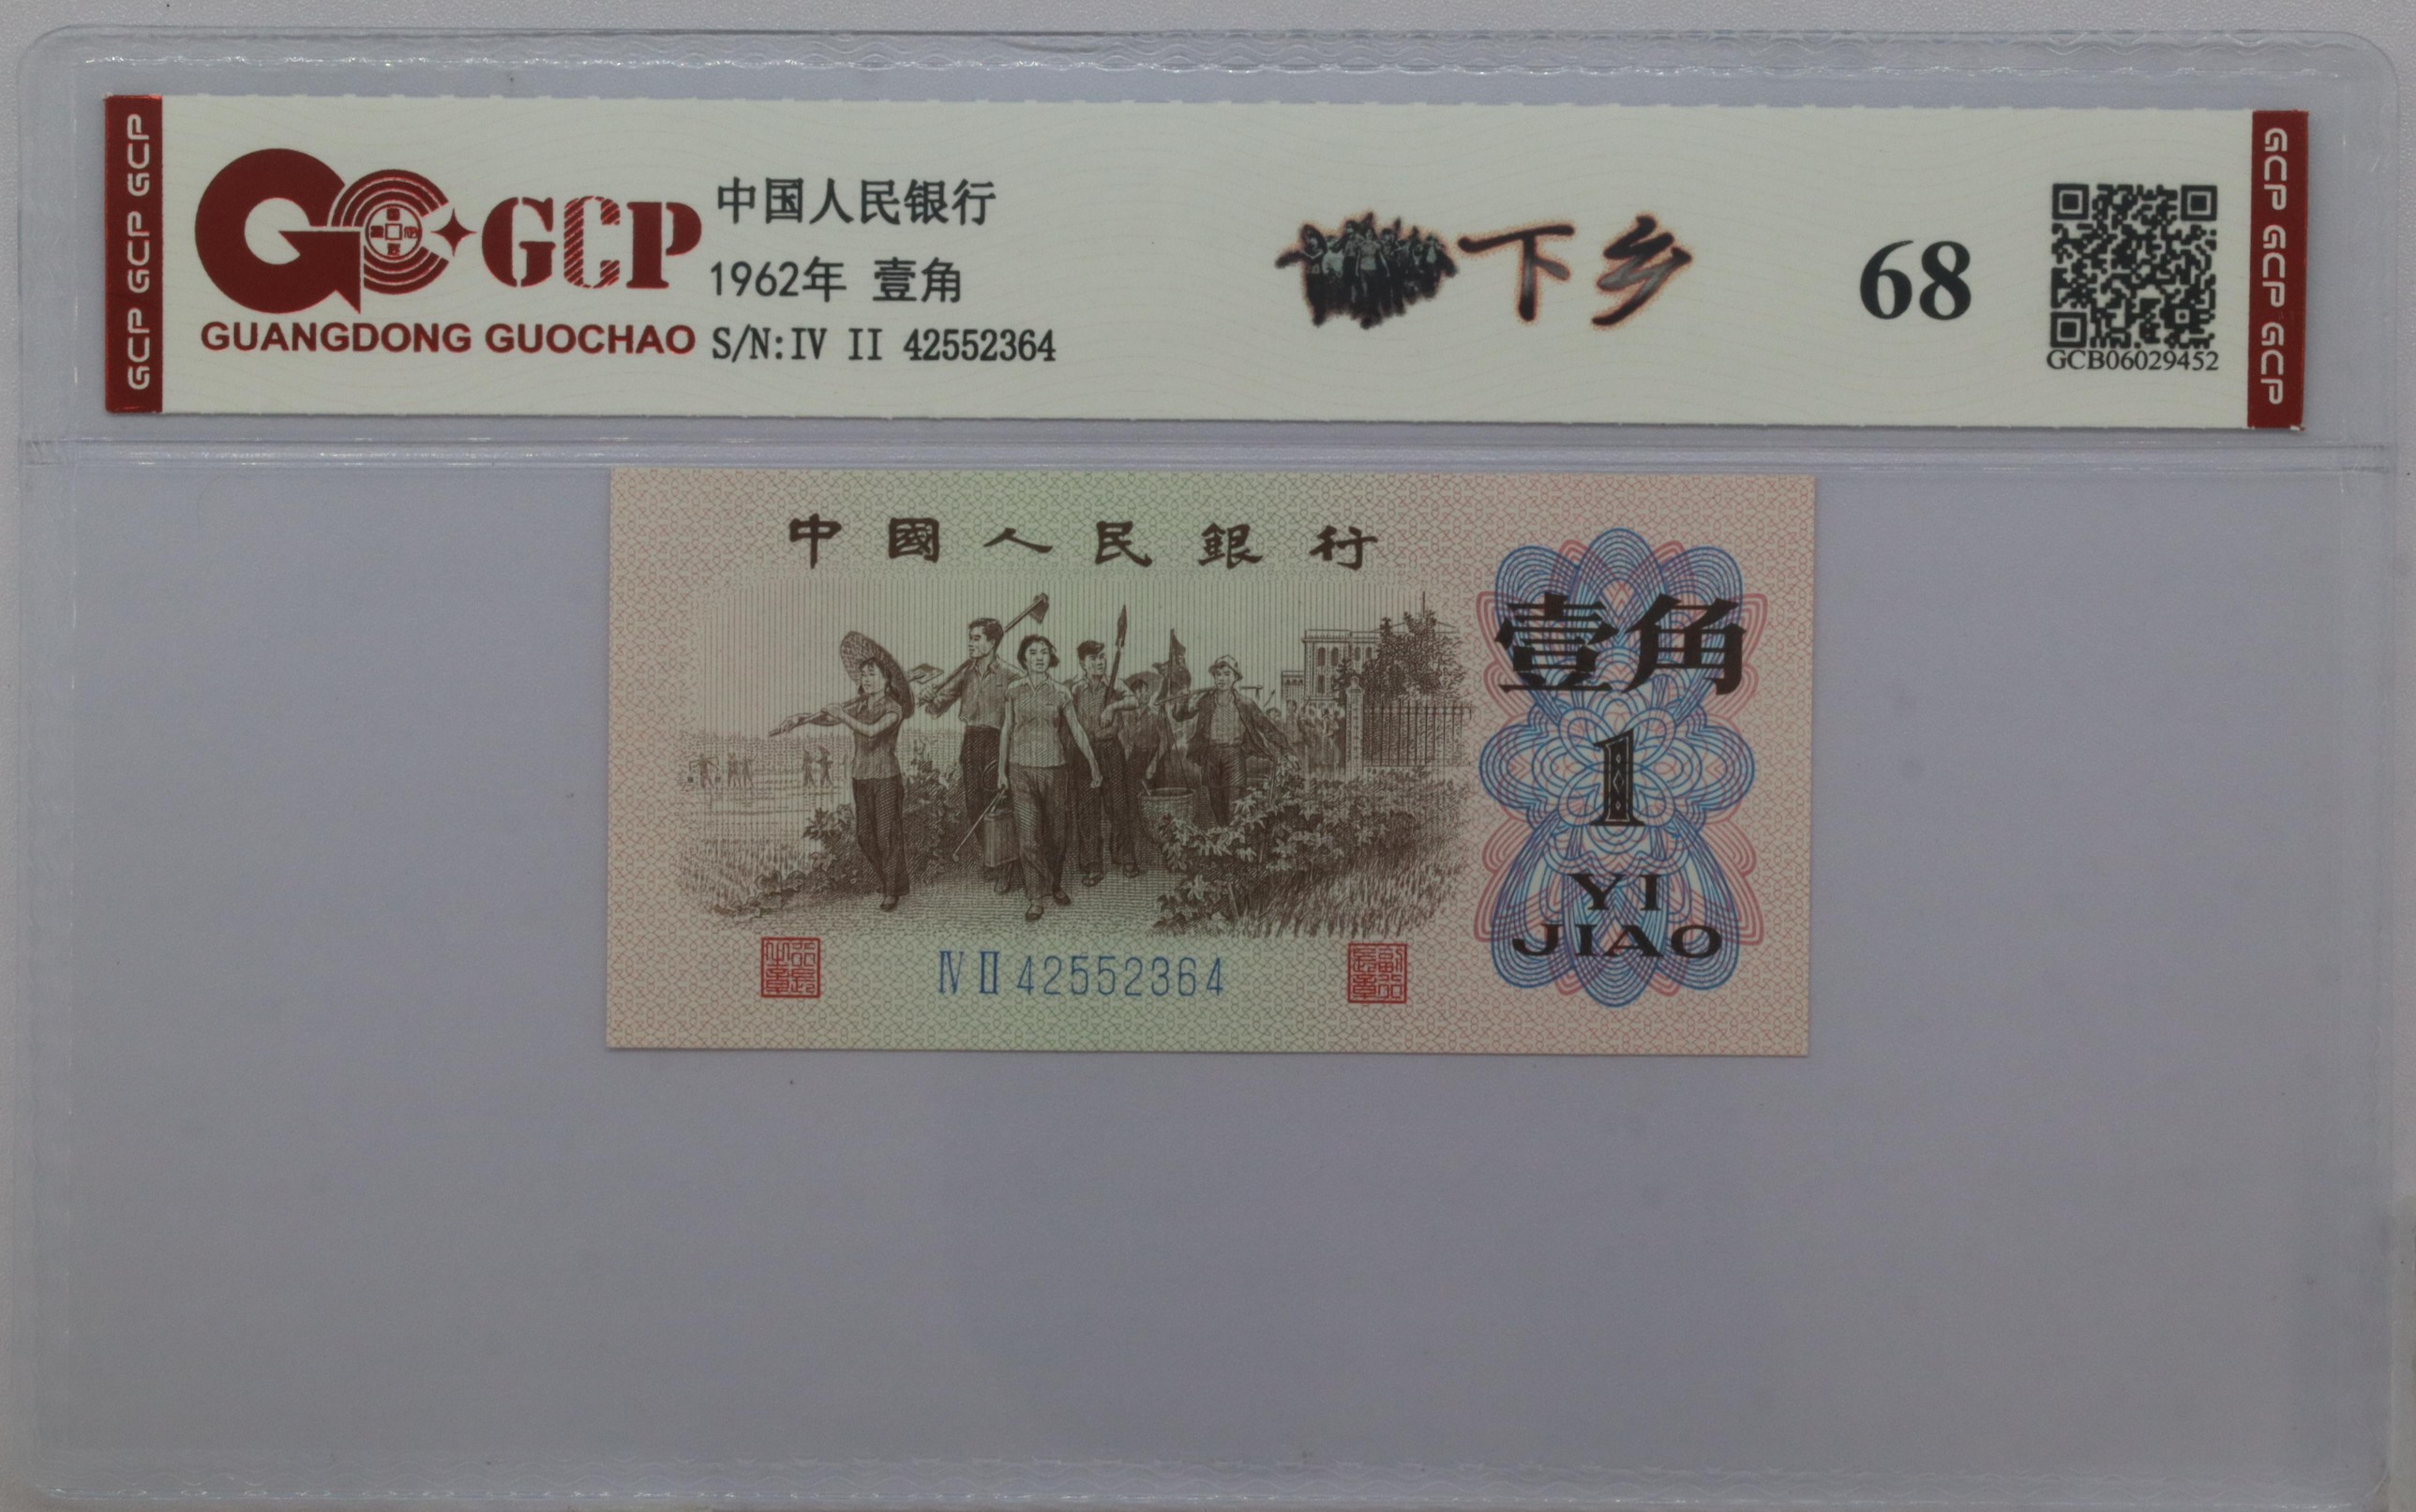 GCP GCP GCP
GCP
GUANGDONG GUOCHAO
中国人民银行
1962年 壹角
S/N:IV II 42552364
下乡
68
GCB06029452
GCP GCP GCP
中國人民銀行
壹角
1
YI
JIAO
IV II 42552364